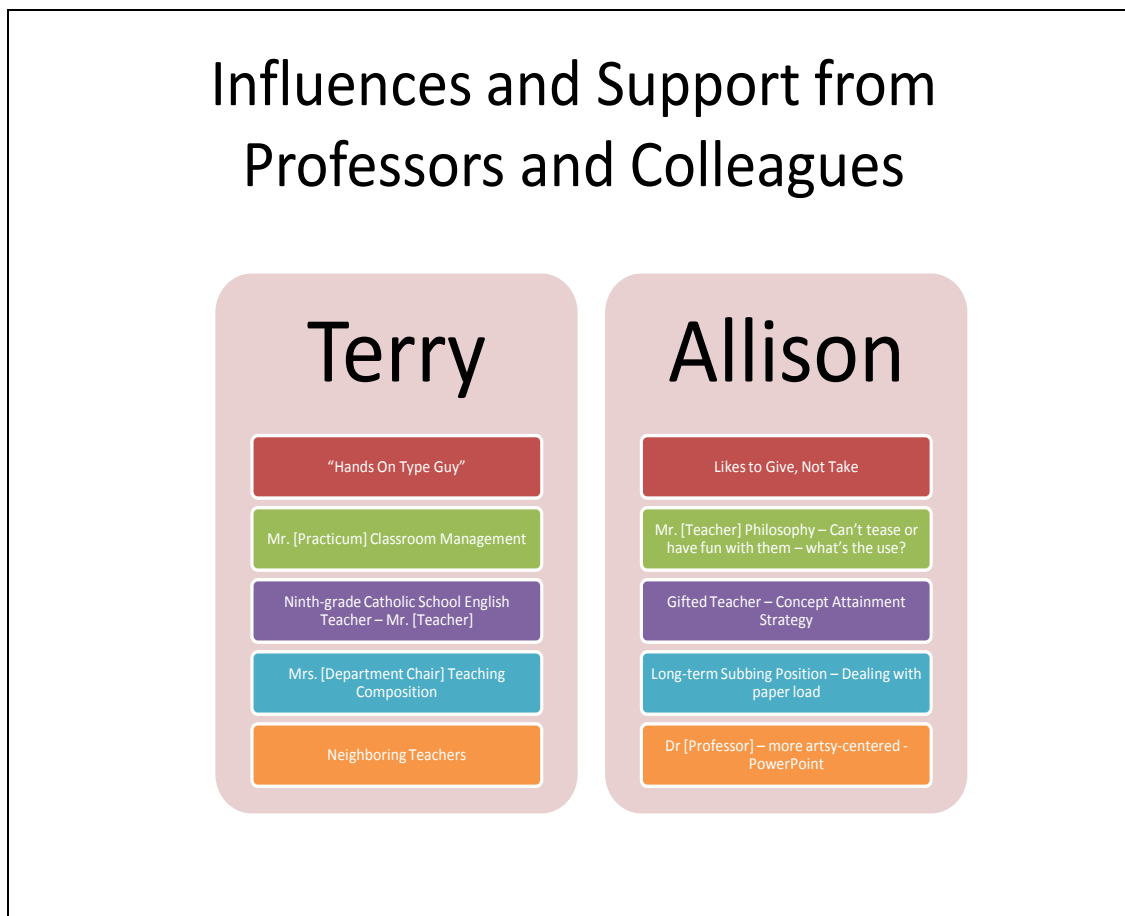 Influences and Support from
Professors and Colleagues
Terry
“Hands On Type Guy”
Mr. [Practicum] Classroom Management
Ninth-grade Catholic School English
Teacher – Mr. [Teacher]
Mrs. [Department Chair] Teaching
Composition
Neighboring Teachers
Allison
Likes to Give, Not Take
Mr. [Teacher] Philosophy – Can’t tease or
have fun with them – what’s the use?
Gifted Teacher – Concept Attainment
Strategy
Long-term Subbing Position – Dealing with
paper load
Dr [Professor] – more artsy-centered -
PowerPoint